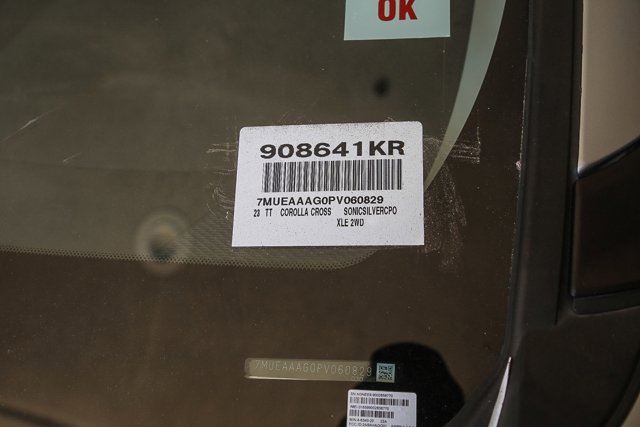 OK
908641KR
7MUEAAAG0PV060829
23 TT COROLLA CROSS SONICSILVERCPO
XLE 2WD
7MUEAAAG0PV060829